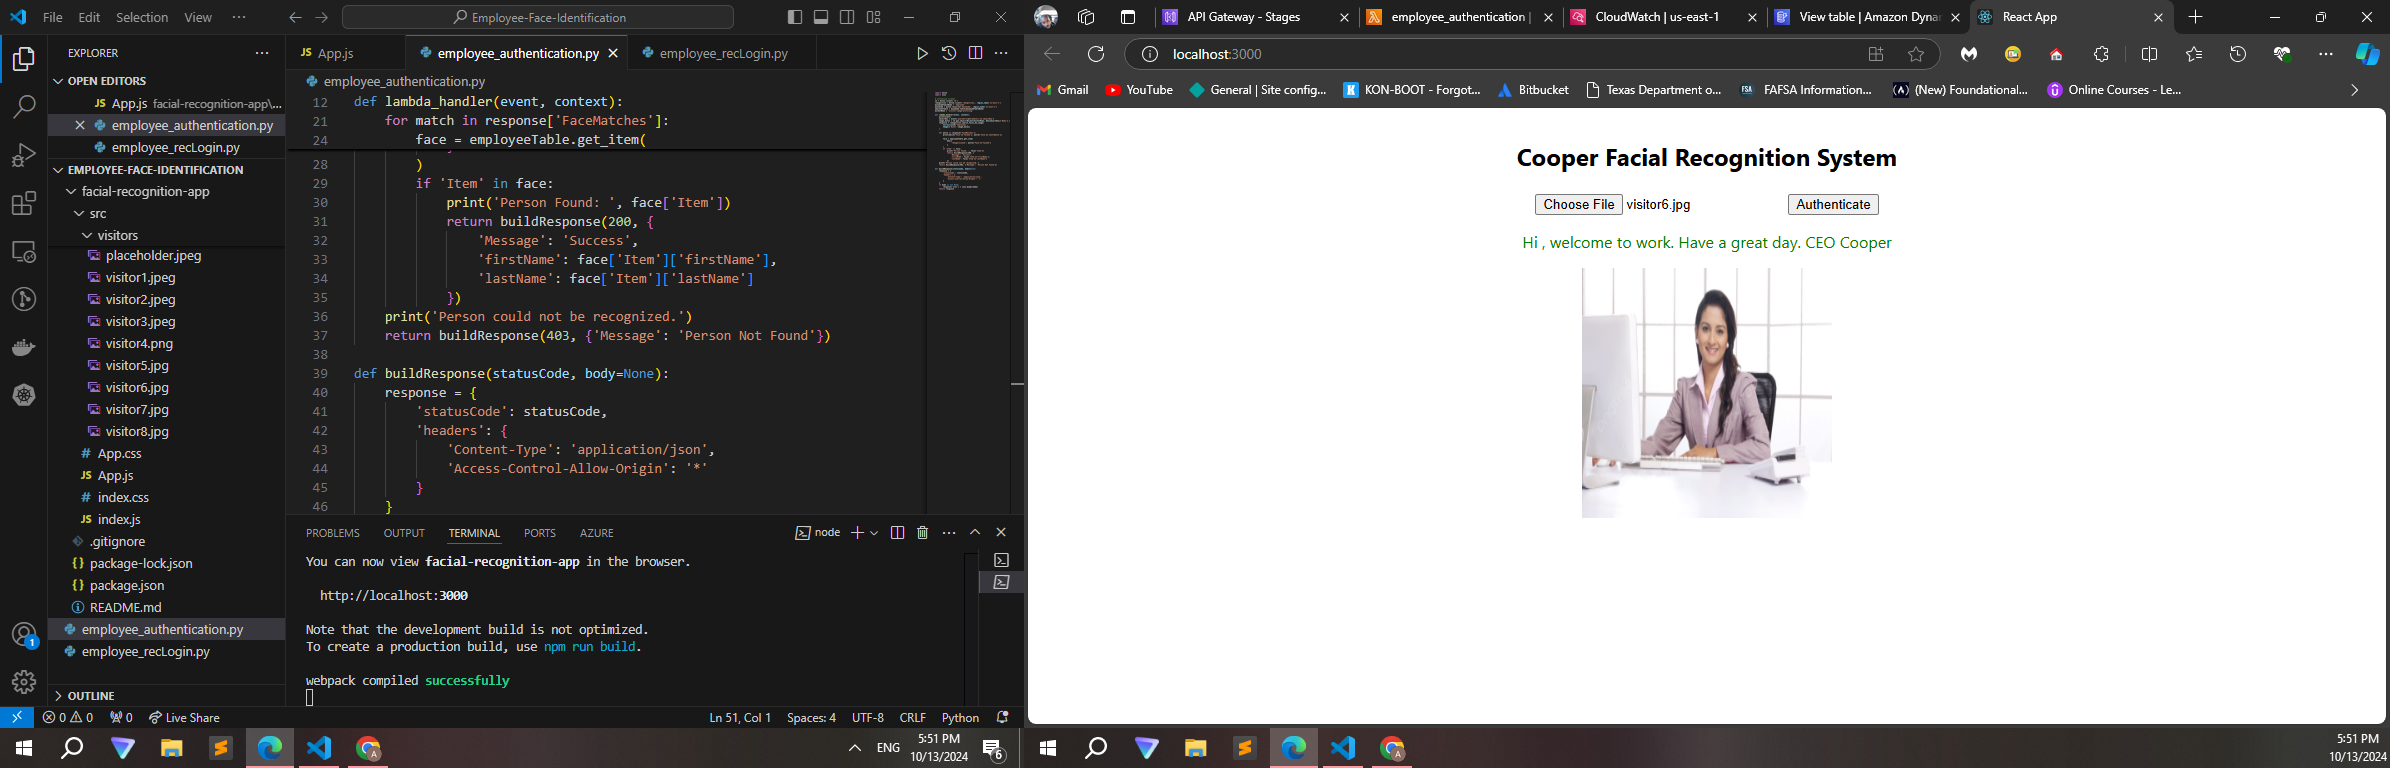 File Edit Selection View ···
Employee-Face-Identification
EXPLORER
OPEN EDITORS
App.js facial-recognition-app\...
employee_authentication.py
employee_recLogin.py
EMPLOYEE-FACE-IDENTIFICATION
facial-recognition-app
src
visitors
placeholder.jpeg
visitor1.jpeg
visitor2.jpeg
visitor3.jpeg
visitor4.png
visitor5.jpg
visitor6.jpg
visitor7.jpg
visitor8.jpg
# App.css
JS App.js
# index.css
JS index.js
.gitignore
{} package-lock.json
{} package.json
README.md
employee_authentication.py
employee_recLogin.py
OUTLINE
1
JS App.js
employee_authentication.py
employee_recLogin.py
employee_authentication.py
12 def lambda_handler(event, context):
21 for match in response['FaceMatches']:
24 face = employeeTable.get_item(
28 )
29 if 'Item' in face:
30 print('Person Found: ', face['Item'])
31 return buildResponse(200, {
32 'Message': 'Success',
33 'firstName': face['Item']['firstName'],
34 'lastName': face['Item']['lastName']
35 })
36 print('Person could not be recognized.')
37 return buildResponse(403, {'Message': 'Person Not Found'})
38
39 def buildResponse(statusCode, body=None):
40 response = {
41 'statusCode': statusCode,
42 'headers': {
43 'Content-Type': 'application/json',
44 'Access-Control-Allow-Origin': '*'
45 }
46 }
PROBLEMS OUTPUT TERMINAL PORTS AZURE
node
You can now view facial-recognition-app in the browser.
http://localhost:3000
Note that the development build is not optimized.
To create a production build, use npm run build.
webpack compiled successfully
0 0 0 Live Share
Ln 51, Col 1 Spaces: 4 UTF-8 CRLF Python
ENG 5:51 PM
10/13/2024
6
API Gateway - Stages
employee_authentication |
CloudWatch | us-east-1
View table | Amazon Dyna
React App
localhost:3000
Gmail YouTube General | Site config... KON-BOOT - Forgot... Bitbucket Texas Department o... FAFSA Information... (New) Foundational... Online Courses - Le...
Cooper Facial Recognition System
Choose File visitor6.jpg Authenticate
Hi , welcome to work. Have a great day. CEO Cooper
5:51 PM
10/13/2024